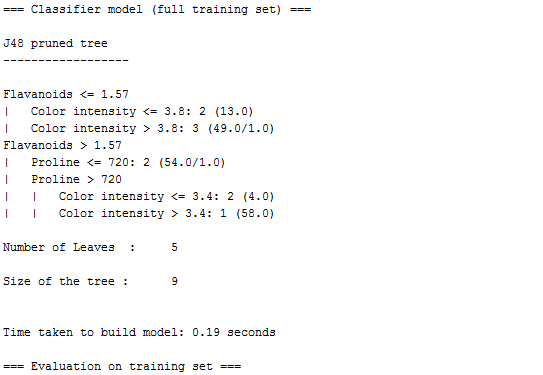 === Classifier model (full training set) ===
J48 pruned tree
------------------
Flavanoids <= 1.57
|   Color intensity <= 3.8: 2 (13.0)
|   Color intensity > 3.8: 3 (49.0/1.0)
Flavanoids > 1.57
|   Proline <= 720: 2 (54.0/1.0)
|   Proline > 720
|   |   Color intensity <= 3.4: 2 (4.0)
|   |   Color intensity > 3.4: 1 (58.0)
Number of Leaves  :     5
Size of the tree :      9
Time taken to build model: 0.19 seconds
=== Evaluation on training set ===